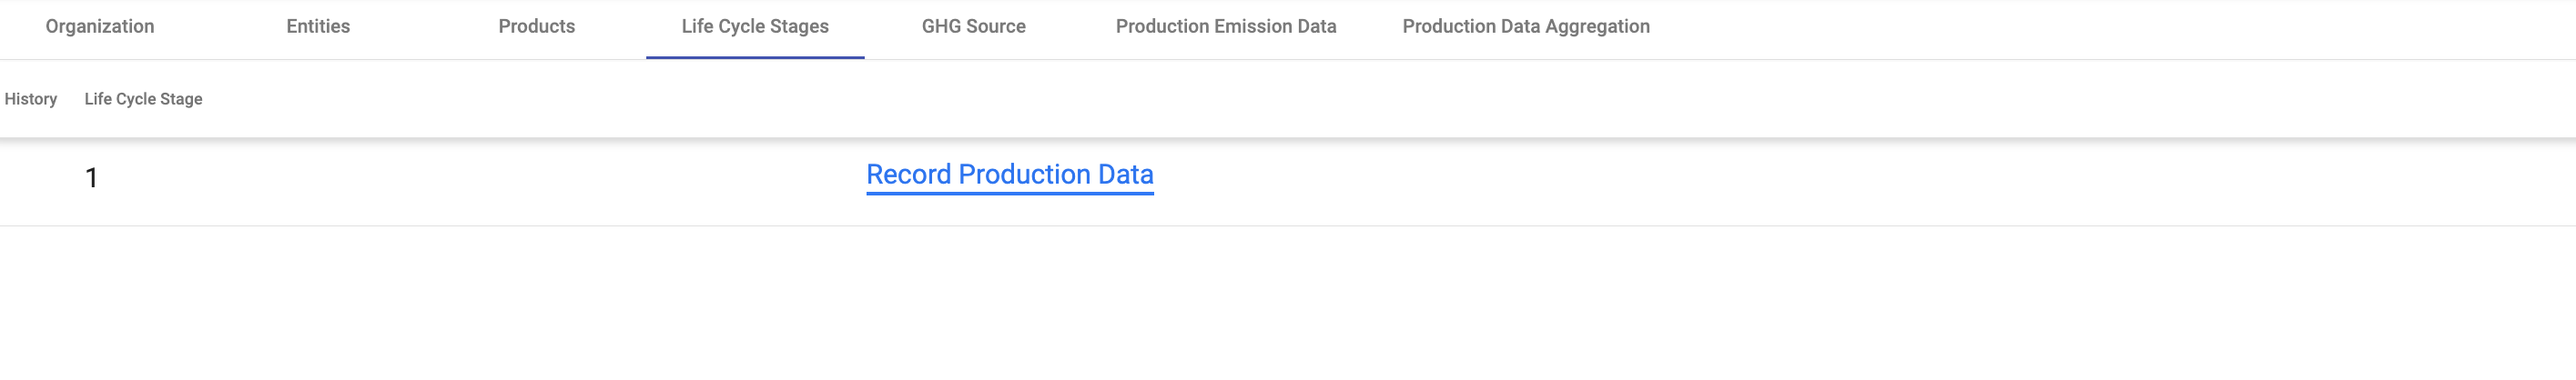 Organization Entities Products Life Cycle Stages GHG Source Production Emission Data Production Data Aggregation
History Life Cycle Stage
1 Record Production Data